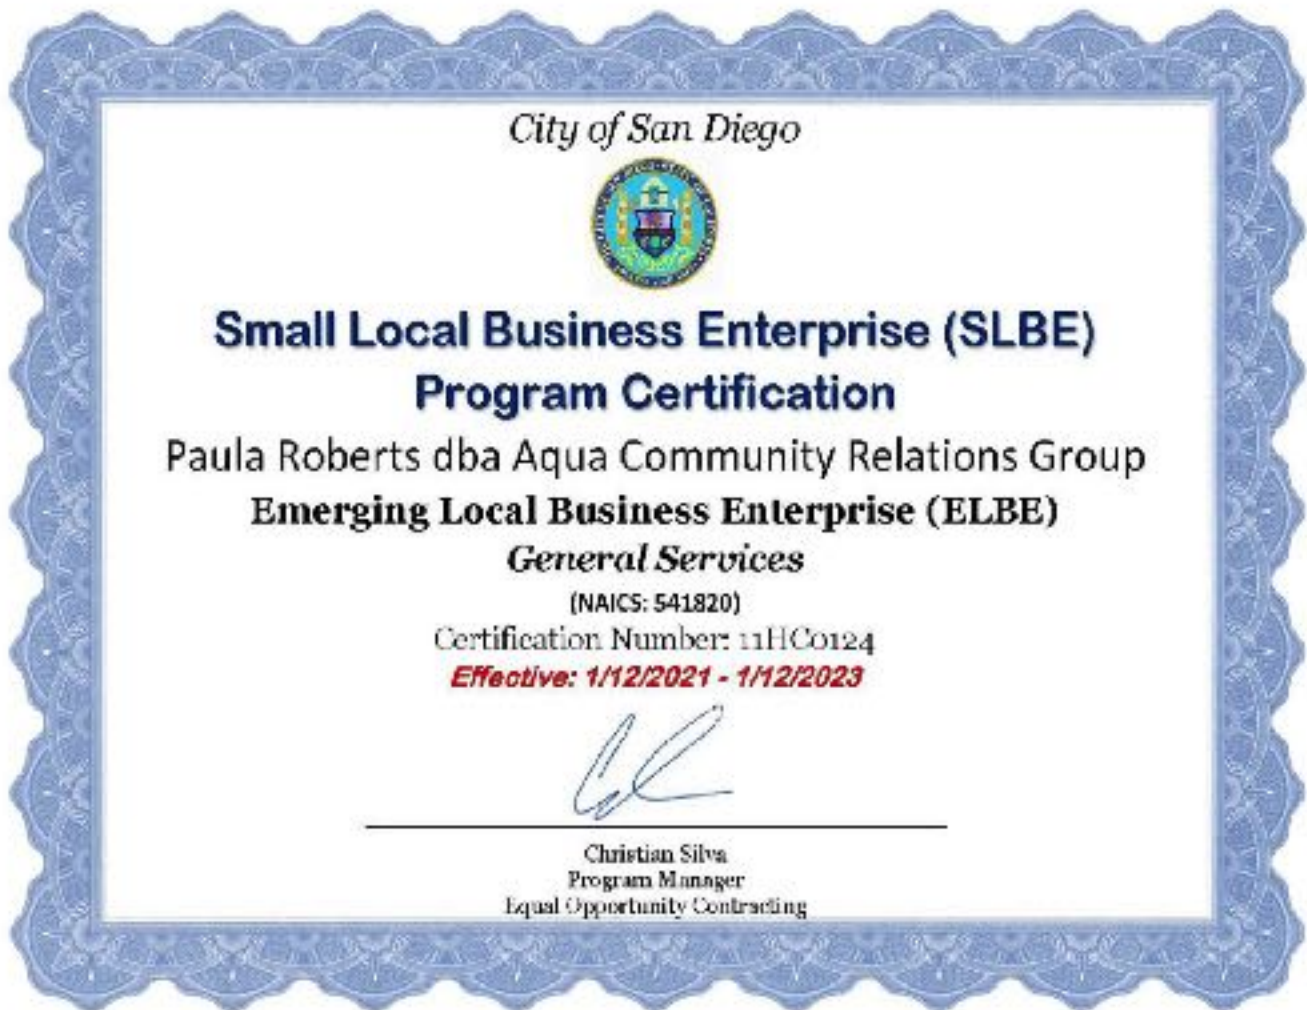 City of San Diego
Small Local Business Enterprise (SLBE)
Program Certification
Paula Roberts dba Aqua Community Relations Group
Emerging Local Business Enterprise (ELBE)
General Services
(NAICS: 541820)
Certification Number: 11HC0124
Effective: 1/12/2021 - 1/12/2023
Christian Silva
Program Manager
Equal Opportunity Contracting